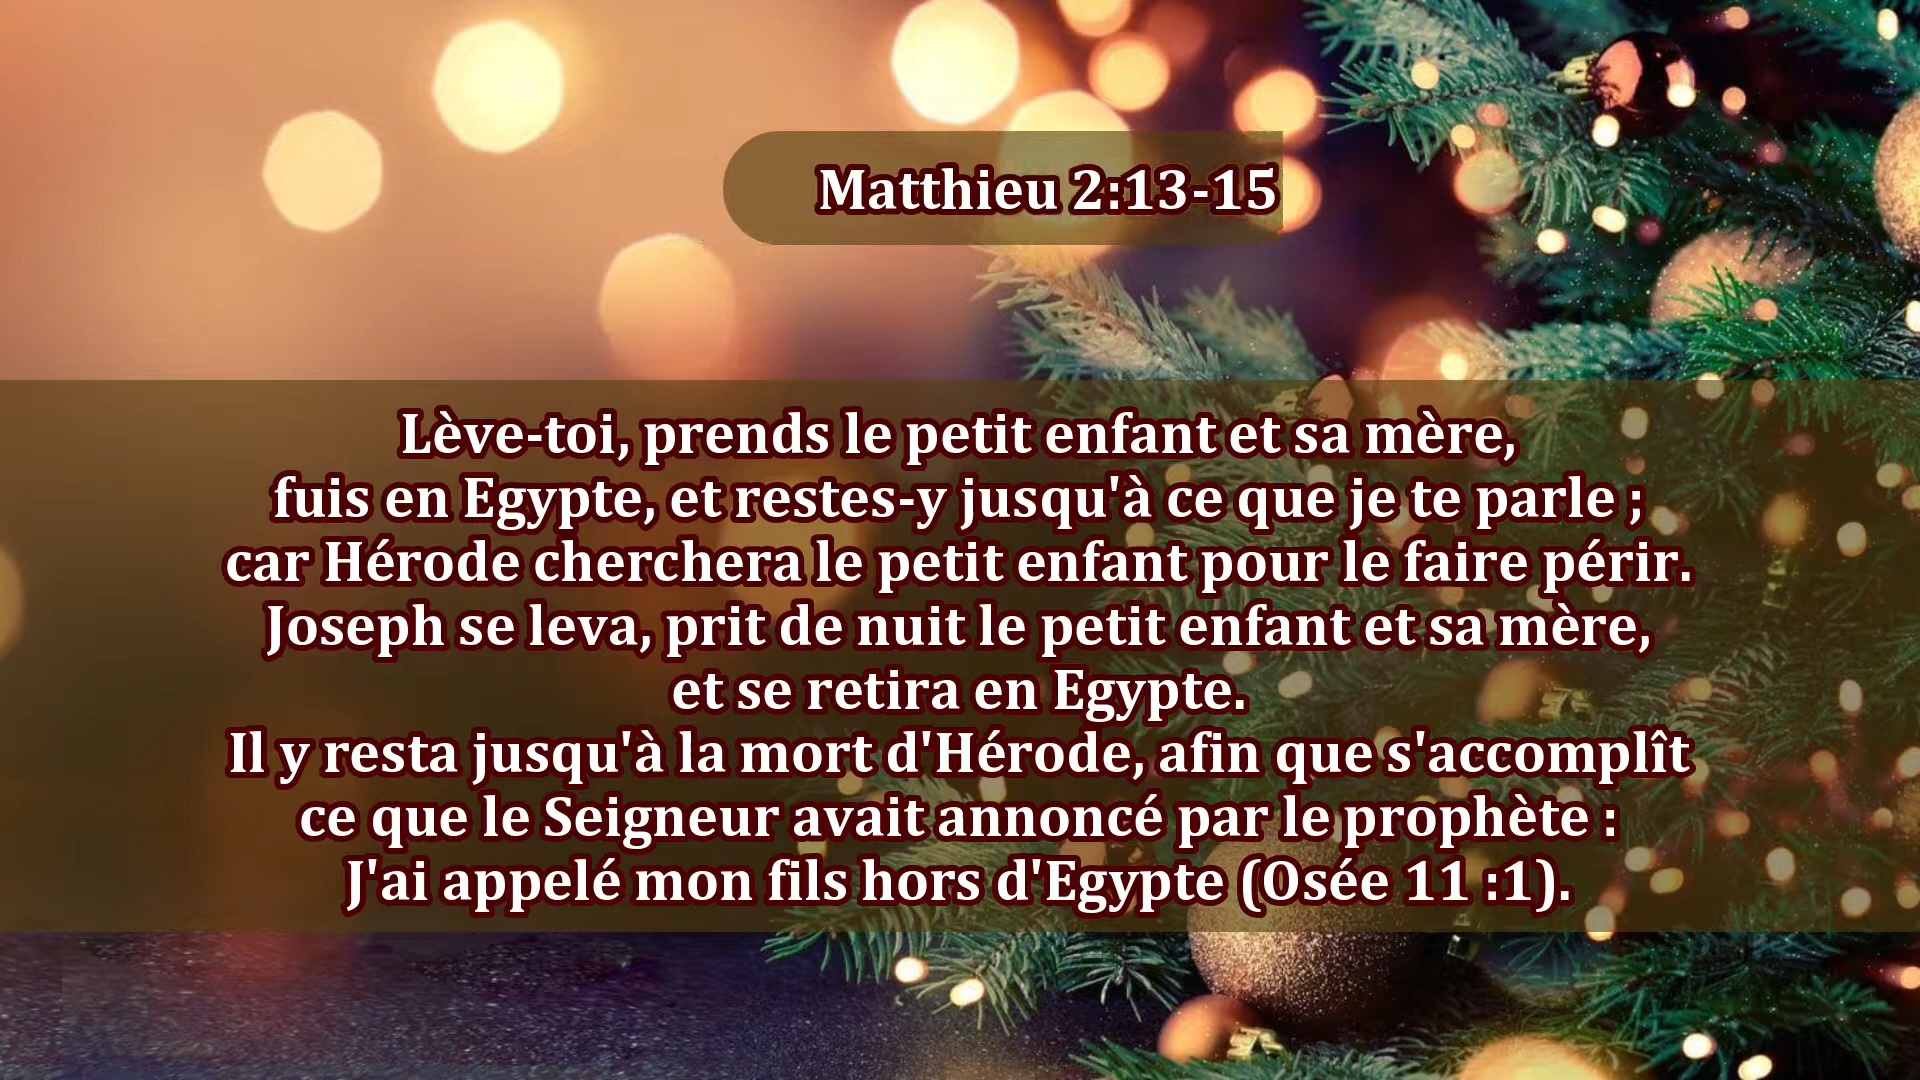 Matthieu 2:13-15
Lève-toi, prends le petit enfant et sa mère,
fuis en Egypte, et restes-y jusqu'à ce que je te parle ;
car Hérode cherchera le petit enfant pour le faire périr.
Joseph se leva, prit de nuit le petit enfant et sa mère,
et se retira en Egypte.
Il y resta jusqu'à la mort d'Hérode, afin que s'accomplît
ce que le Seigneur avait annoncé par le prophète :
J'ai appelé mon fils hors d'Egypte (Osée 11 :1).